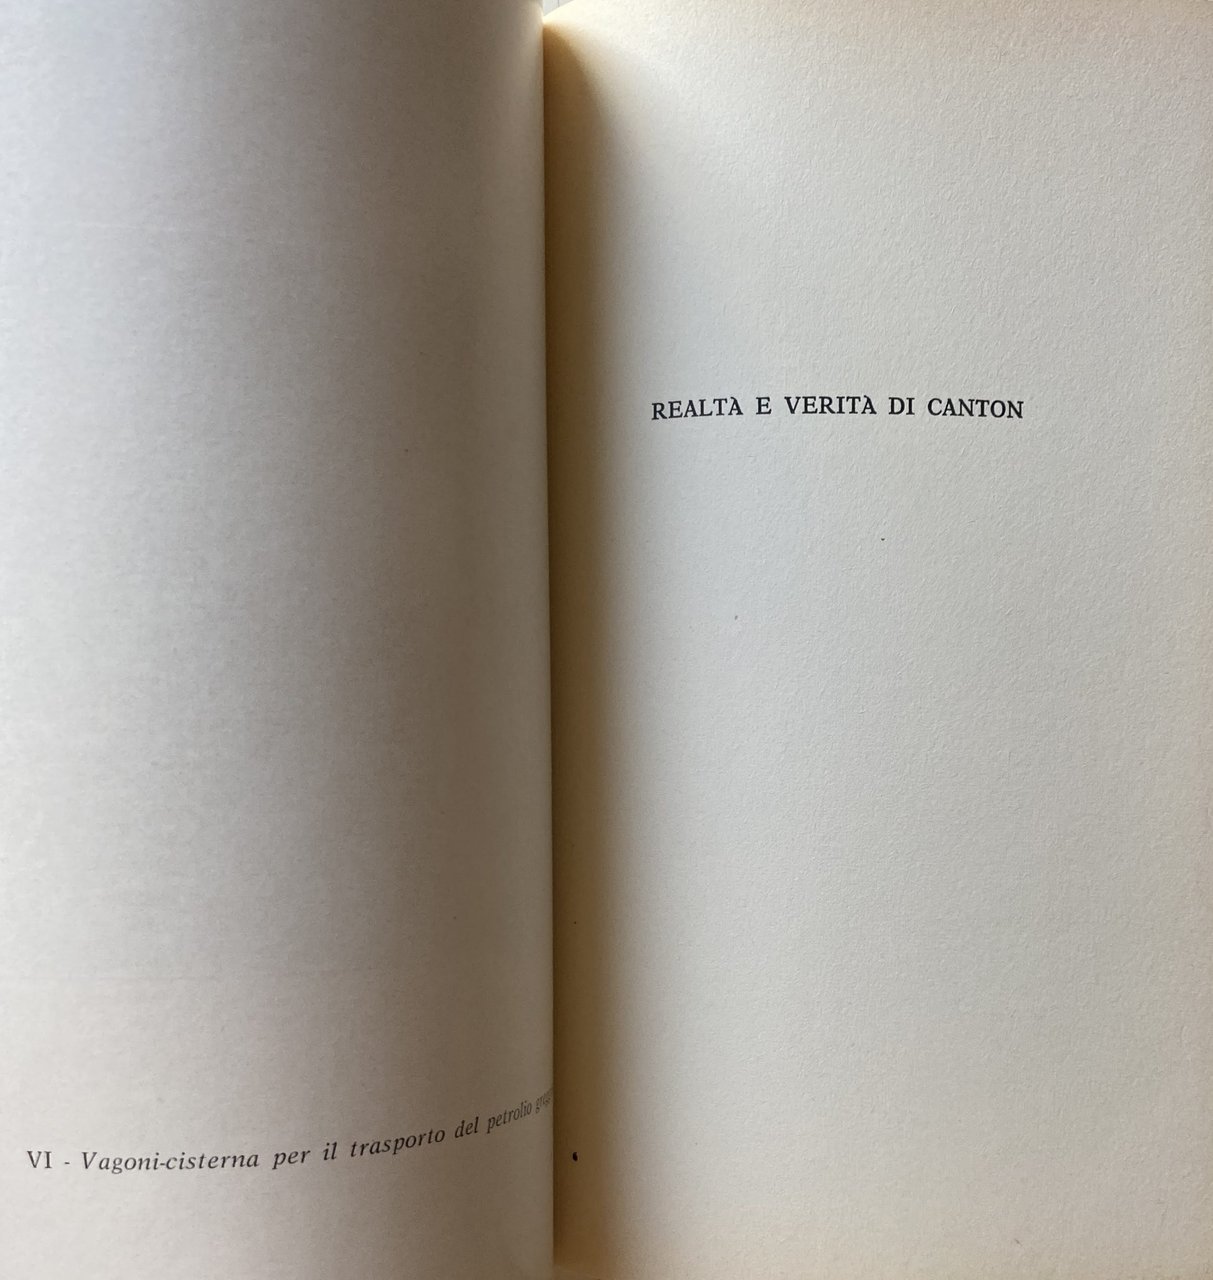 VI - Vagoni-cisterna per il trasporto del petrolio
REALTÀ E VERITÀ DI CANTON